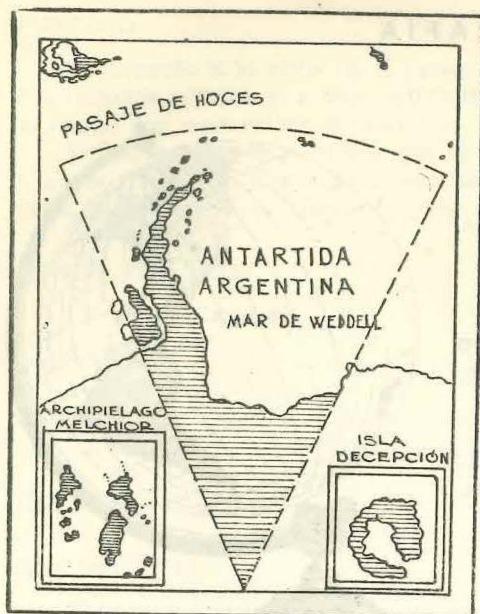 PASAJE DE HOCES
ANTARTIDA
ARGENTINA
MAR DE WEDDELL
ARCHIPIELAGO
MELCHIOR
ISLA
DECEPCIÓN